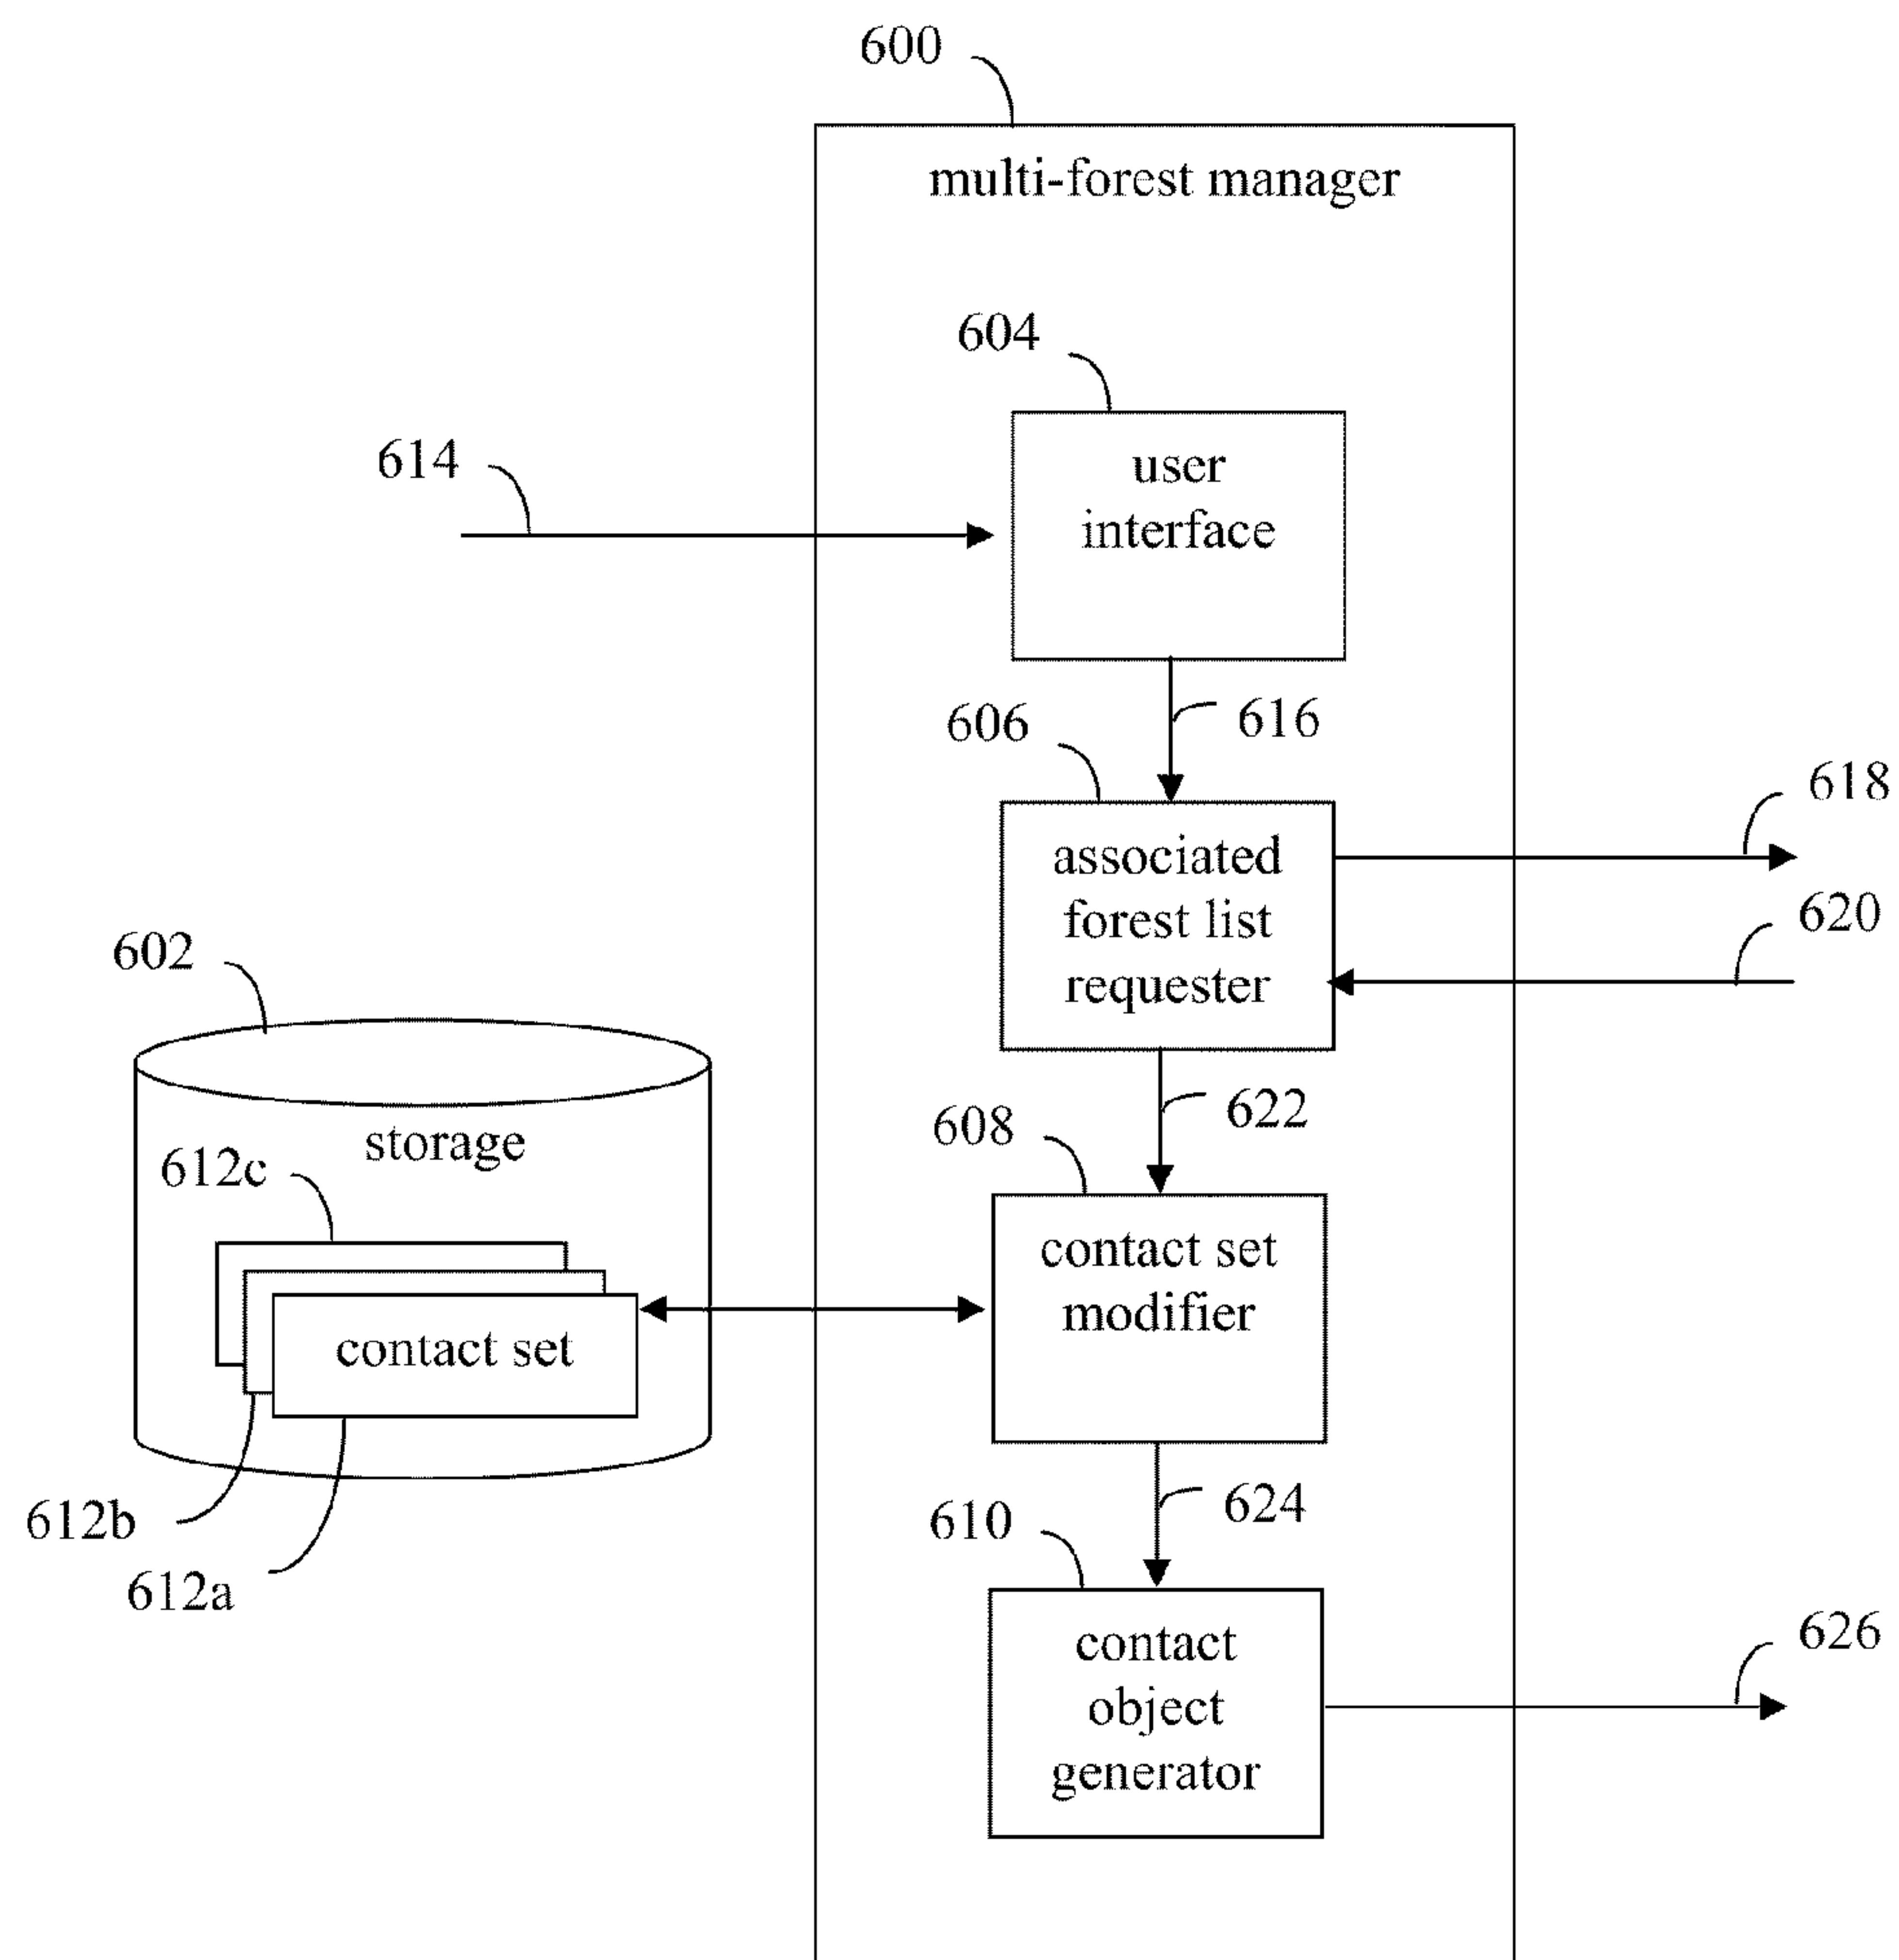 600
multi-forest manager
604
user
interface
614
606
616
618
associated
forest list
requester
620
602
storage
608
622
612c
contact set
modifier
contact set
612b
612a
610
624
contact
object
generator
626